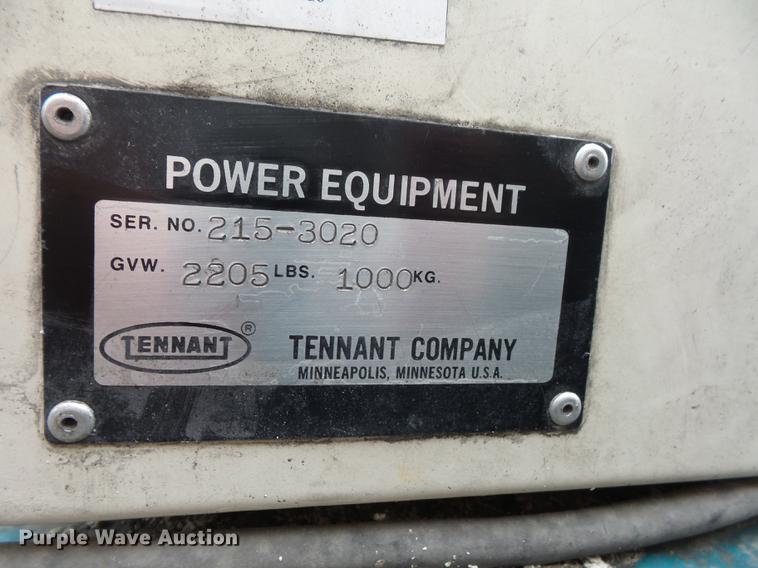 POWER EQUIPMENT
SER. NO. 215-3020
GVW. 2205 LBS. 1000 KG.
TENNANT ®
TENNANT COMPANY
MINNEAPOLIS, MINNESOTA U.S.A.
Purple Wave Auction